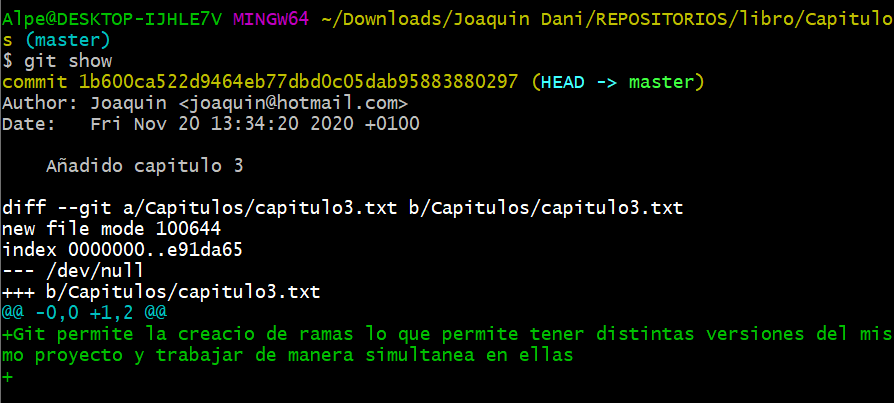 Alpe@DESKTOP-IJHLE7V MINGW64 ~/Downloads/Joaquin Dani/REPOSITORIOS/libro/Capitulo
s (master)
$ git show
commit 1b600ca522d9464eb77dbd0c05dab95883880297 (HEAD -> master)
Author: Joaquin <joaquin@hotmail.com>
Date:   Fri Nov 20 13:34:20 2020 +0100
    Añadido capitulo 3
diff --git a/Capitulos/capitulo3.txt b/Capitulos/capitulo3.txt
new file mode 100644
index 0000000..e91da65
--- /dev/null
+++ b/Capitulos/capitulo3.txt
@@ -0,0 +1,2 @@
+Git permite la creacio de ramas lo que permite tener distintas versiones del mis
mo proyecto y trabajar de manera simultanea en ellas
+